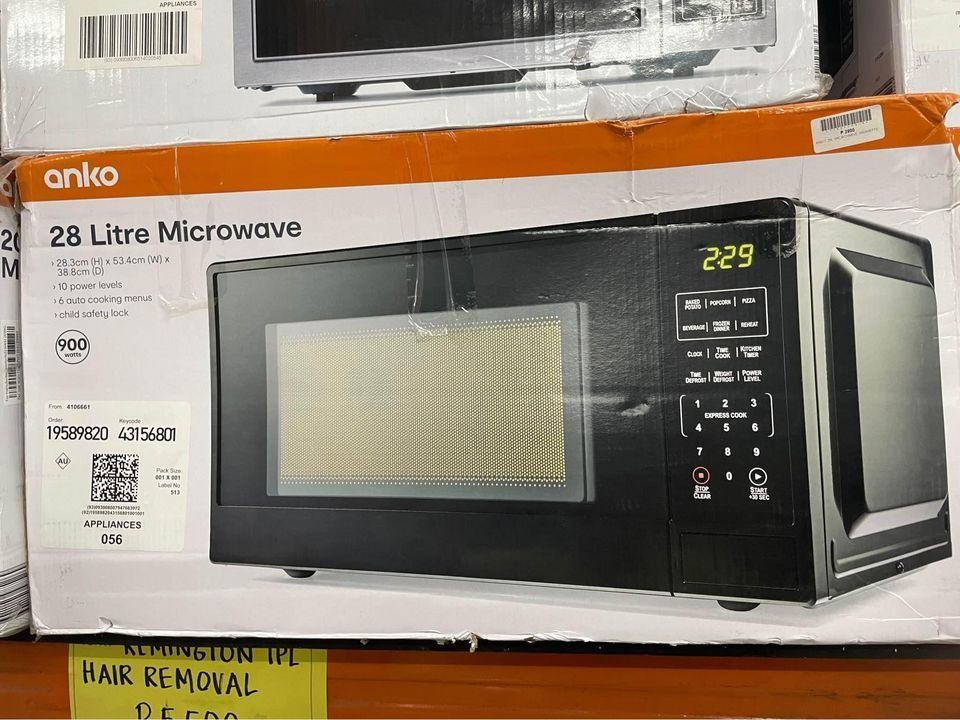 APPLIANCES
anko
₱ 3900
28 Litre Microwave
› 28.3cm (H) x 53.4cm (W) x
38.8cm (D)
› 10 power levels
› 6 auto cooking menus
› child safety lock
900
watts
2:29
BAKED POTATO | POPCORN | PIZZA
BEVERAGE | FROZEN DINNER | REHEAT
CLOCK | TIME COOK | KITCHEN TIMER
TIME DEFROST | WEIGHT DEFROST | POWER LEVEL
1 2 3
EXPRESS COOK
4 5 6
7 8 9
0
STOP CLEAR
START +30 SEC
From: 4106661
Order Keycode
19589820 43156801
AU
Pack Size
001 X 001
Label No
513
APPLIANCES
056
REMINGTON IPL
HAIR REMOVAL